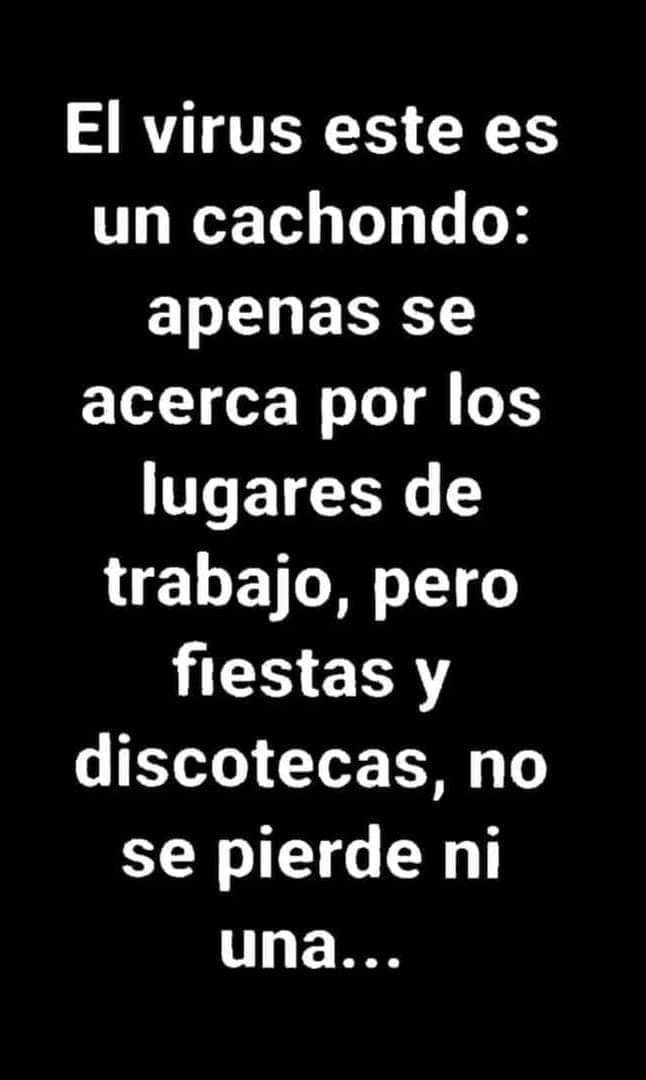 El virus este es
un cachondo:
apenas se
acerca por los
lugares de
trabajo, pero
fiestas y
discotecas, no
se pierde ni
una...